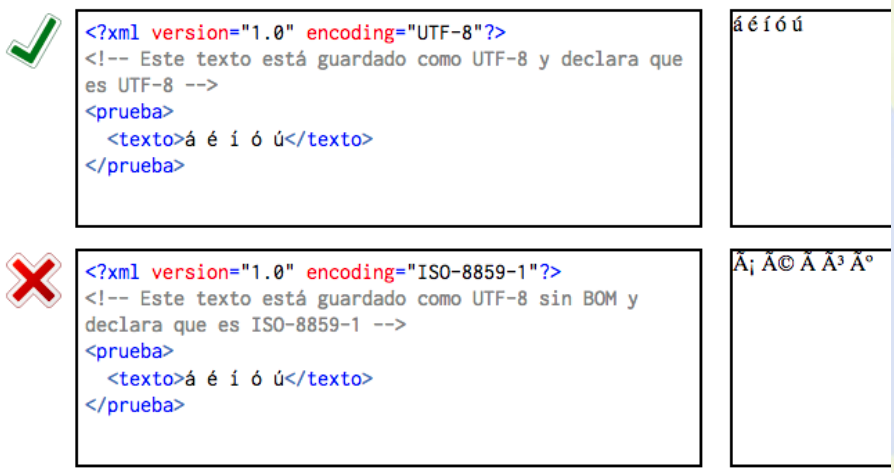 <?xml version="1.0" encoding="UTF-8"?>
<!-- Este texto está guardado como UTF-8 y declara que
es UTF-8 -->
<prueba>
  <texto>á é í ó ú</texto>
</prueba>
á é í ó ú
<?xml version="1.0" encoding="ISO-8859-1"?>
<!-- Este texto está guardado como UTF-8 sin BOM y
declara que es ISO-8859-1 -->
<prueba>
  <texto>á é í ó ú</texto>
</prueba>
Ã¡ Ã© Ã Ã³ Ãº